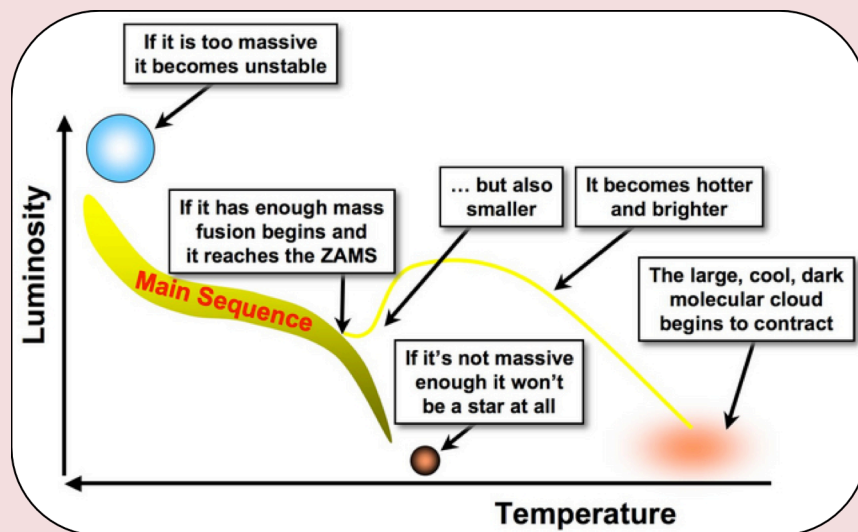 If it is too massive
it becomes unstable
Luminosity
Main Sequence
If it has enough mass
fusion begins and
it reaches the ZAMS
... but also
smaller
It becomes hotter
and brighter
The large, cool, dark
molecular cloud
begins to contract
If it's not massive
enough it won't
be a star at all
Temperature